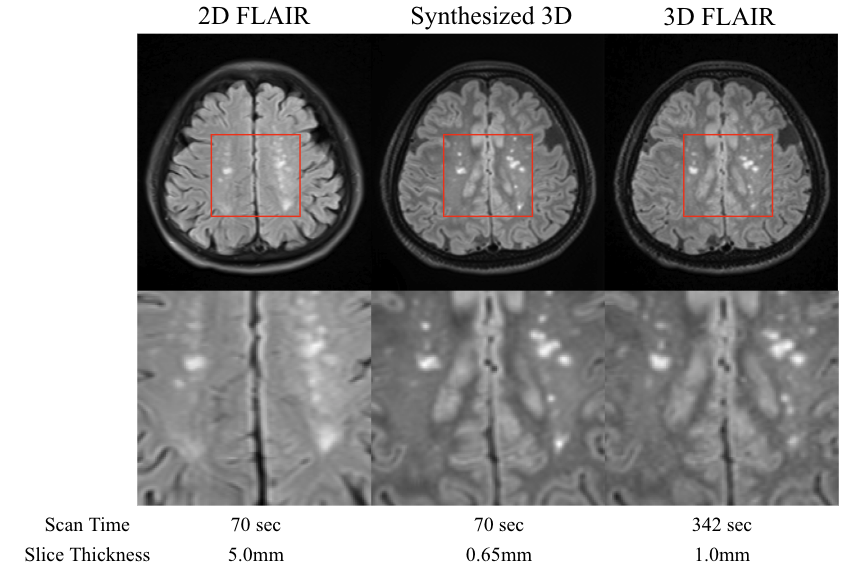 2D FLAIR Synthesized 3D 3D FLAIR
Scan Time 70 sec 70 sec 342 sec
Slice Thickness 5.0mm 0.65mm 1.0mm